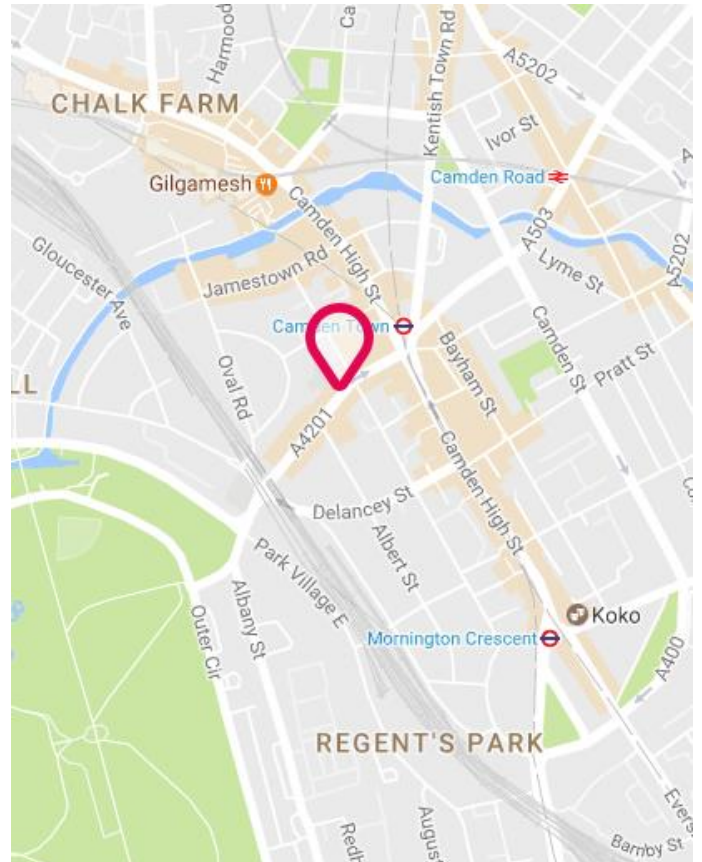 Ca
Kentish Town Rd
A5202
Harmoo
CHALK FARM
Ivor St
A
Gilgamesh
Camden Road
Camden High St
A503
A5202
Gloucester Ave
Jamestown Rd
Lyme St
Camden Town
Bayham St
Camden St
Pratt St
LL
Oval Rd
A4201
Camden High St
Co
Delancey St
Albert St
Park Village E
Albany St
Outer Cir
Koko
Mornington Crescent
A400
REGENT'S PARK
Evers
Redh
Augus
Barnby St